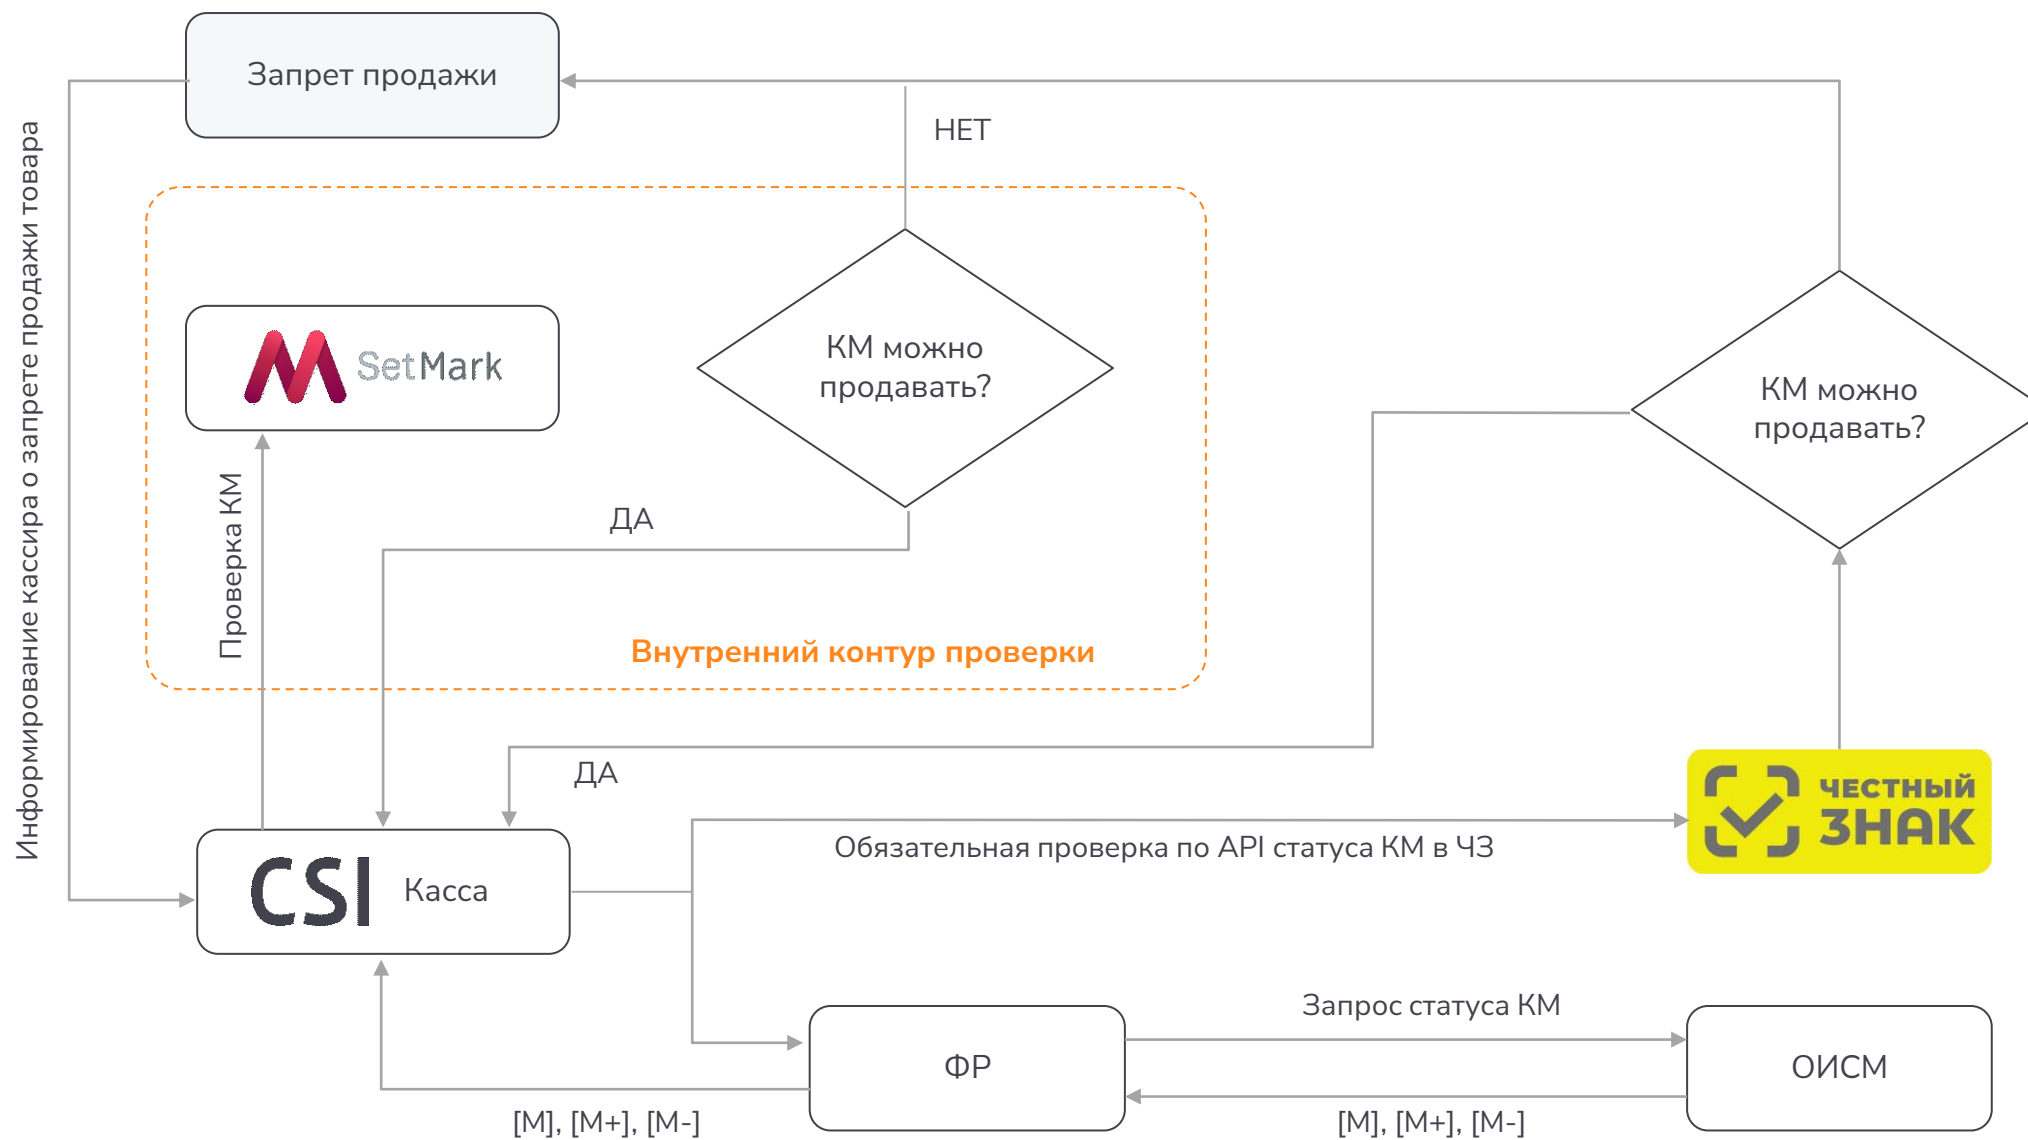 Запрет продажи
НЕТ
Информирование кассира о запрете продажи товара
SetMark
КМ можно
продавать?
КМ можно
продавать?
Проверка КМ
ДА
Внутренний контур проверки
ДА
ЧЕСТНЫЙ
ЗНАК
Обязательная проверка по API статуса КМ в ЧЗ
CSI Касса
Запрос статуса КМ
ФР
ОИСМ
[М], [М+], [М-]
[М], [М+], [М-]